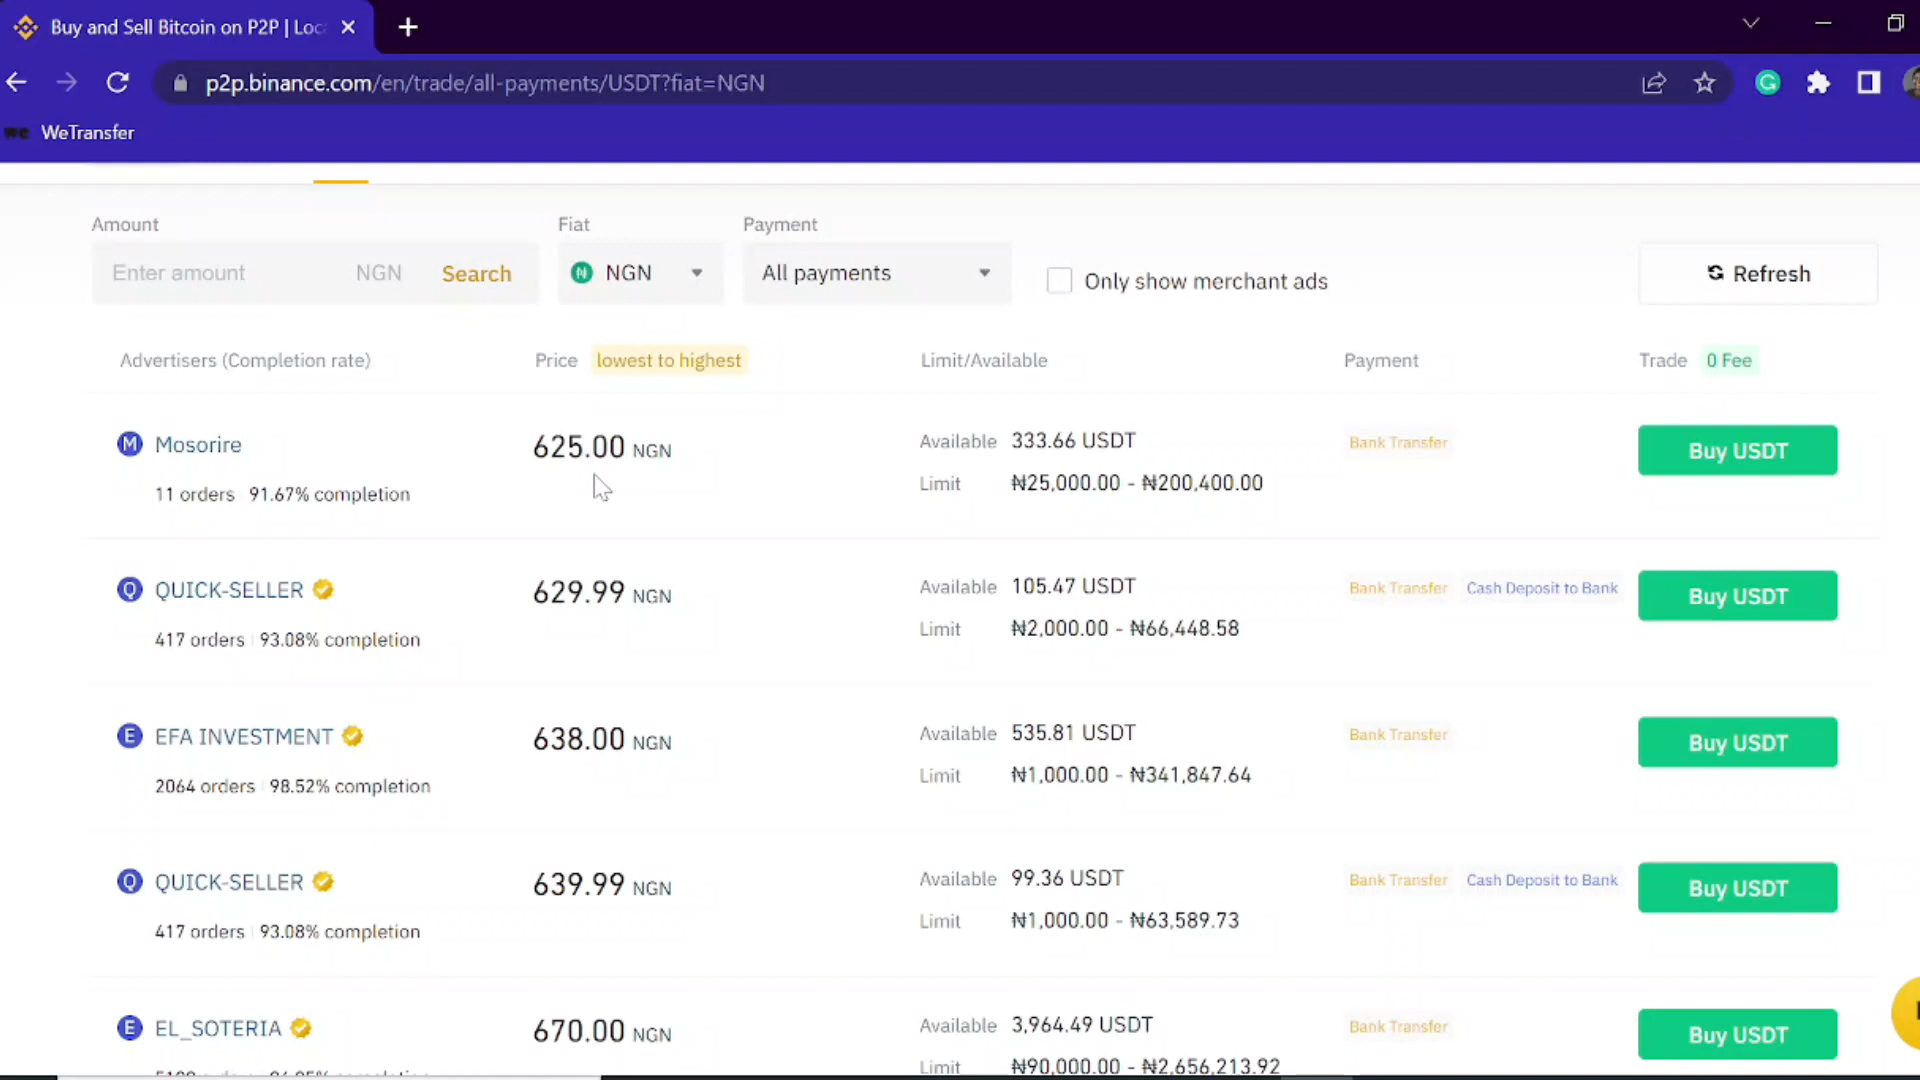 Buy and Sell Bitcoin on P2P | Loc
p2p.binance.com/en/trade/all-payments/USDT?fiat=NGN
we WeTransfer
Amount Fiat Payment
Enter amount NGN Search NGN All payments Only show merchant ads Refresh
Advertisers (Completion rate) Price lowest to highest Limit/Available Payment Trade 0 Fee
M Mosorire 625.00 NGN Available 333.66 USDT Bank Transfer Buy USDT
11 orders 91.67% completion Limit ₦25,000.00 - ₦200,400.00
Q QUICK-SELLER 629.99 NGN Available 105.47 USDT Bank Transfer Cash Deposit to Bank Buy USDT
417 orders 93.08% completion Limit ₦2,000.00 - ₦66,448.58
E EFA INVESTMENT 638.00 NGN Available 535.81 USDT Bank Transfer Buy USDT
2064 orders 98.52% completion Limit ₦1,000.00 - ₦341,847.64
Q QUICK-SELLER 639.99 NGN Available 99.36 USDT Bank Transfer Cash Deposit to Bank Buy USDT
417 orders 93.08% completion Limit ₦1,000.00 - ₦63,589.73
E EL_SOTERIA 670.00 NGN Available 3,964.49 USDT Bank Transfer Buy USDT
Limit ₦90,000.00 - ₦2,656,213.92